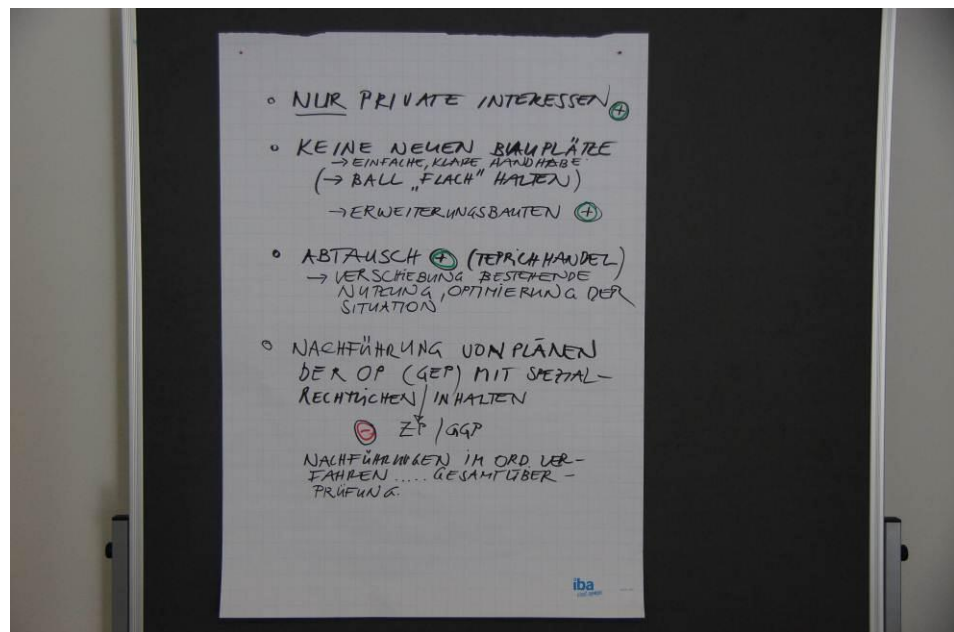 • NUR PRIVATE INTERESSEN +
• KEINE NEUEN BAUPLÄTZE
→ EINFACHE, KLARE HANDHABE
(→ BALL „FLACH" HALTEN)
→ ERWEITERUNGSBAUTEN +
• ABTAUSCH + (TEPRICHHANDEL)
→ VERSCHIEBUNG BESTEHENDE
NUTZUNG, OPTIMIERUNG DER
SITUATION
• NACHFÜHRUNG VON PLÄNEN
DER OP (GEP) MIT SPEZIAL-
RECHTLICHEN INHALTEN
- ZP / GGP
NACHFÜHRUNGEN IM ORD. VER-
FAHREN ..... GESAMTÜBER-
PRÜFUNG.
iba